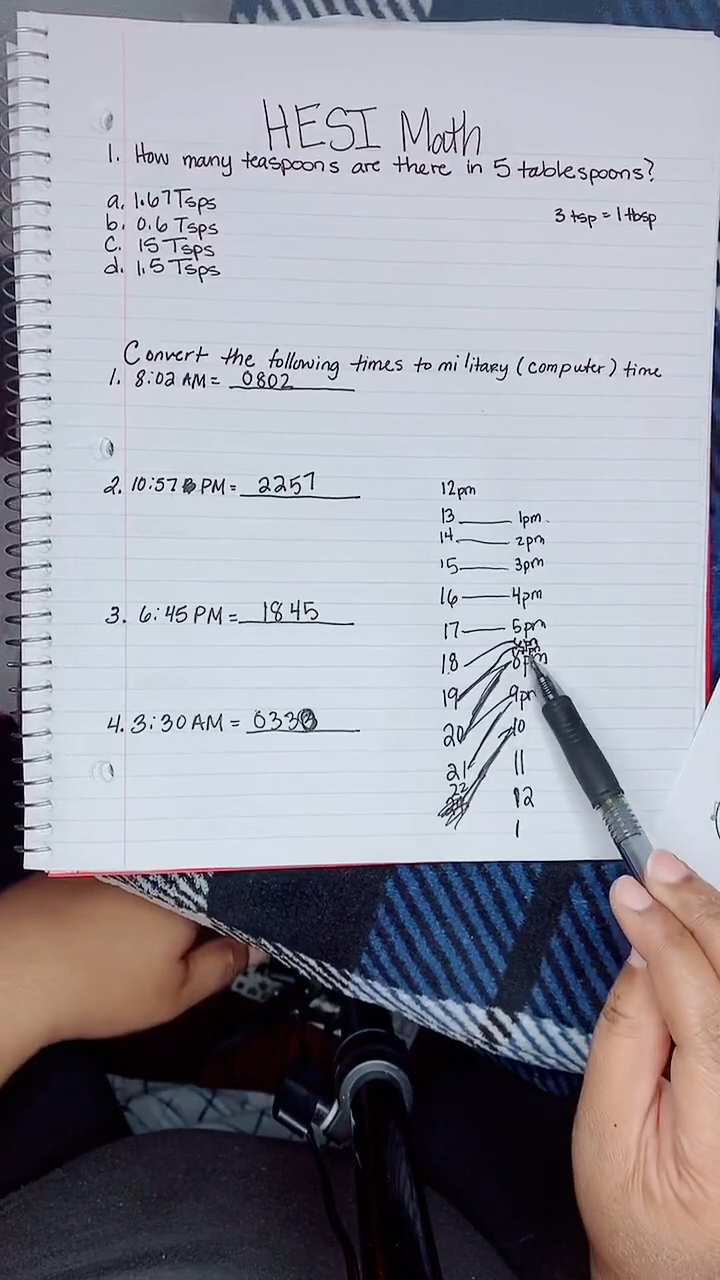 HESI Math
1. How many teaspoons are there in 5 tablespoons?
a. 1.67 Tsps
3 tsp = 1 tbsp
b. 0.6 Tsps
c. 15 Tsps
d. 1.5 Tsps
Convert the following times to military (computer) time
1. 8:02 AM = 0802
2. 10:57 PM = 2257
12pm
13 1pm
14 2pm
15 3pm
16 4pm
3. 6:45 PM = 1845
17 5pm
18
8pm
19 9pm
4. 3:30 AM = 033
20 10
21 11
22 12
1